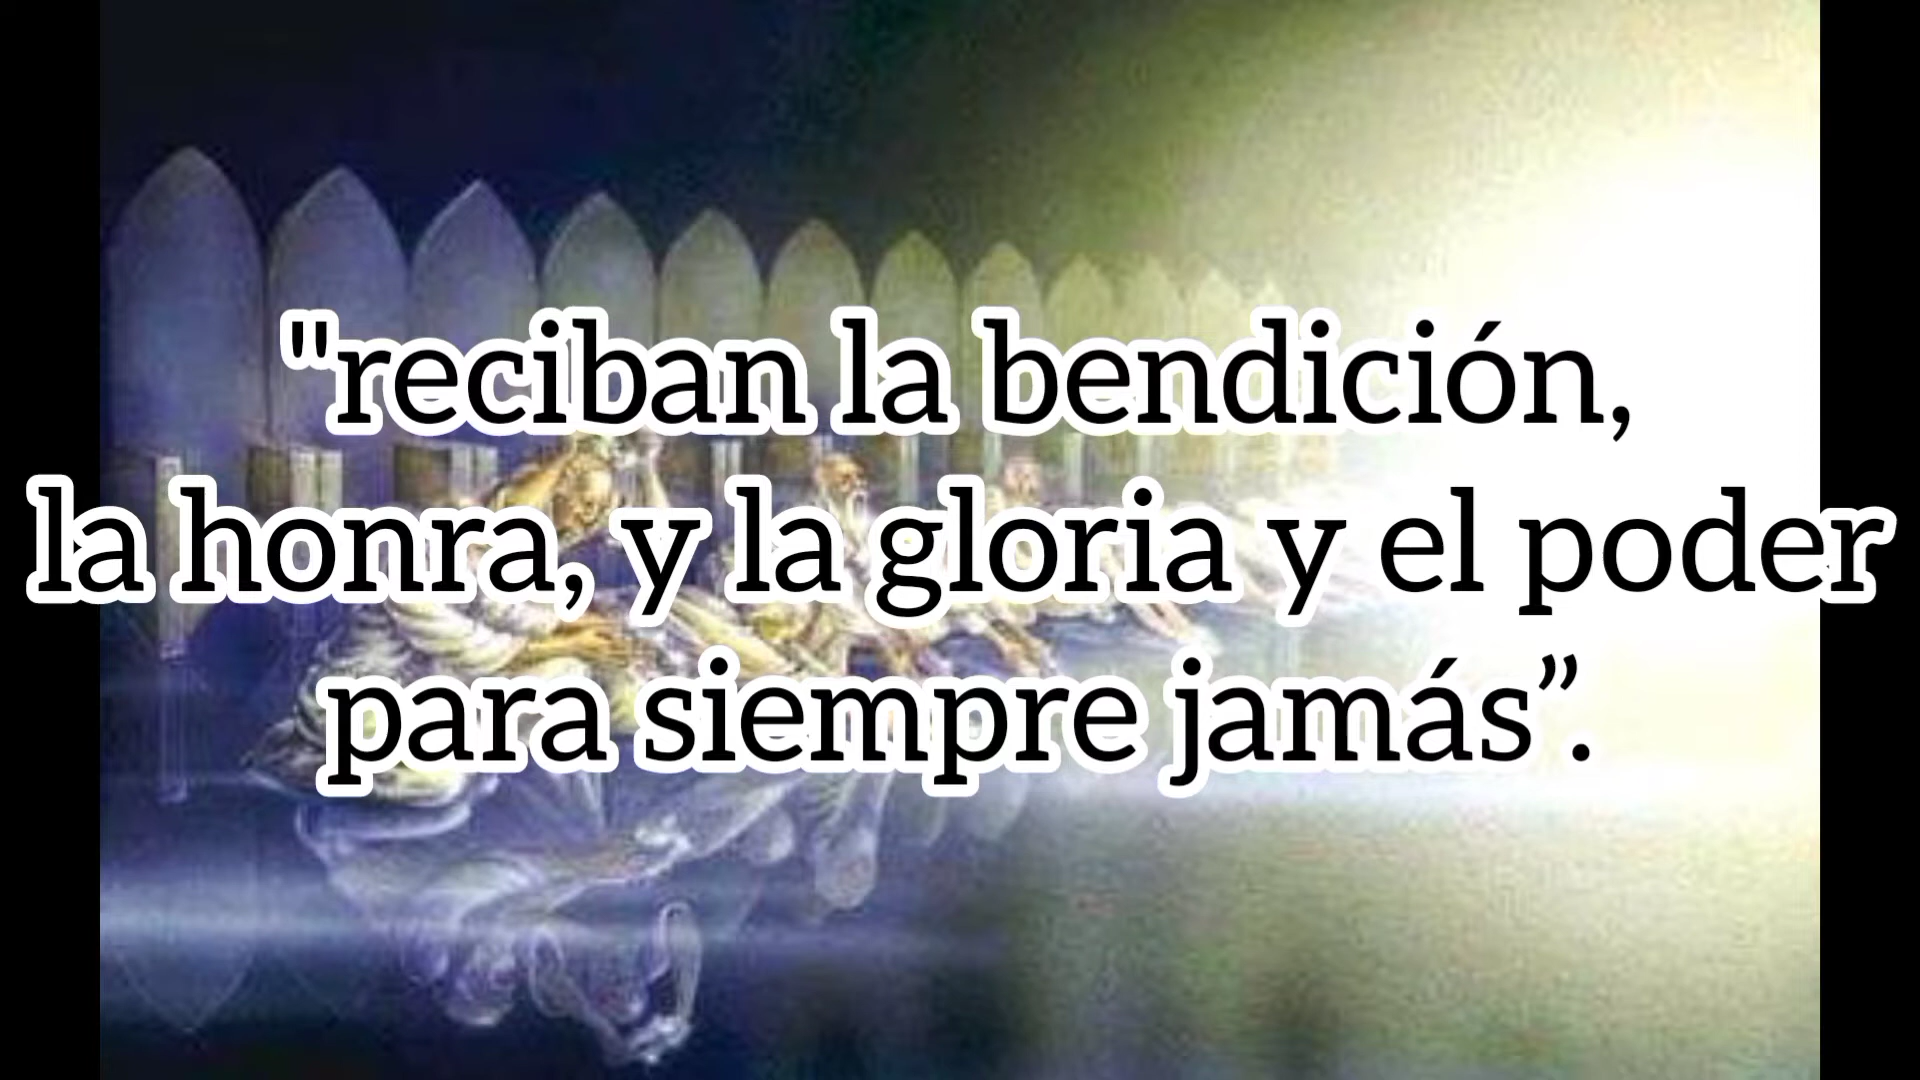 "reciban la bendición,
la honra, y la gloria y el poder
para siempre jamás”.